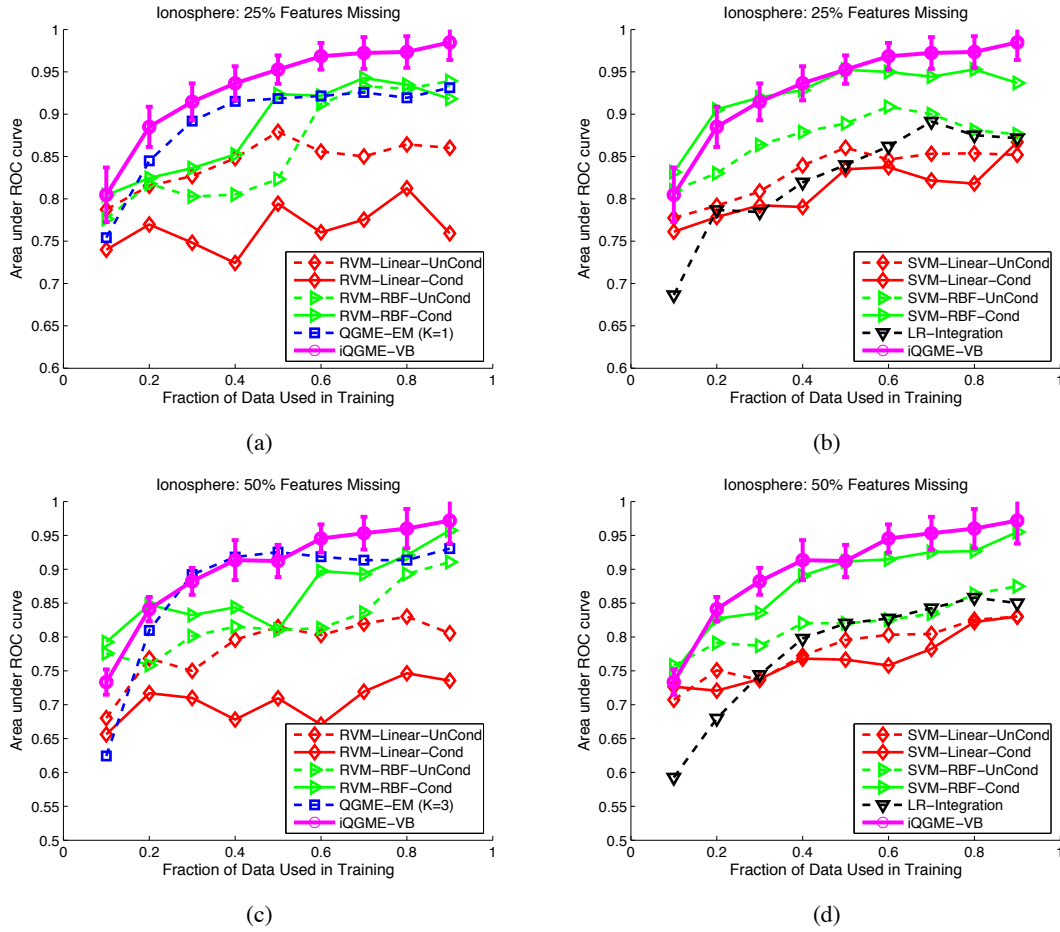 Ionosphere: 25% Features Missing
Area under ROC curve
1
0.95
0.9
0.85
0.8
0.75
0.7
0.65
0.6
0
0.2
0.4
0.6
0.8
1
Fraction of Data Used in Training
RVM−Linear−UnCond
RVM−Linear−Cond
RVM−RBF−UnCond
RVM−RBF−Cond
QGME−EM (K=1)
iQGME−VB
(a)
Ionosphere: 25% Features Missing
Area under ROC curve
1
0.95
0.9
0.85
0.8
0.75
0.7
0.65
0.6
0
0.2
0.4
0.6
0.8
1
Fraction of Data Used in Training
SVM−Linear−UnCond
SVM−Linear−Cond
SVM−RBF−UnCond
SVM−RBF−Cond
LR−Integration
iQGME−VB
(b)
Ionosphere: 50% Features Missing
Area under ROC curve
1
0.95
0.9
0.85
0.8
0.75
0.7
0.65
0.6
0.55
0.5
0
0.2
0.4
0.6
0.8
1
Fraction of Data Used in Training
RVM−Linear−UnCond
RVM−Linear−Cond
RVM−RBF−UnCond
RVM−RBF−Cond
QGME−EM (K=3)
iQGME−VB
(c)
Ionosphere: 50% Features Missing
Area under ROC curve
1
0.95
0.9
0.85
0.8
0.75
0.7
0.65
0.6
0.55
0.5
0
0.2
0.4
0.6
0.8
1
Fraction of Data Used in Training
SVM−Linear−UnCond
SVM−Linear−Cond
SVM−RBF−UnCond
SVM−RBF−Cond
LR−Integration
iQGME−VB
(d)